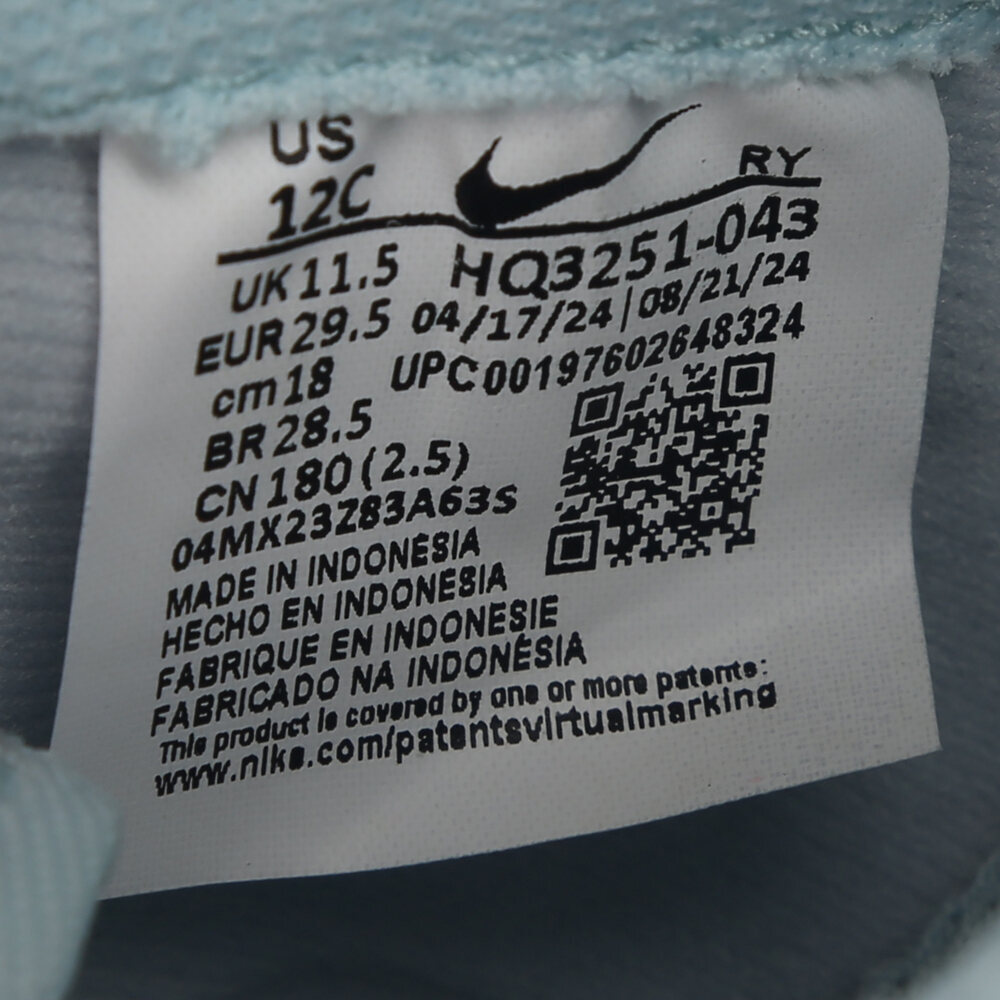 US
12C
RY
UK 11.5
HQ3251-043
EUR 29.5
04/17/24 | 08/21/24
cm 18
UPC 00197602648324
BR 28.5
CN 180 (2.5)
04MX23Z83A63S
MADE IN INDONESIA
HECHO EN INDONESIA
FABRIQUE EN INDONESIE
FABRICADO NA INDONÉSIA
This product is covered by one or more patents:
www.nike.com/patentsvirtualmarking